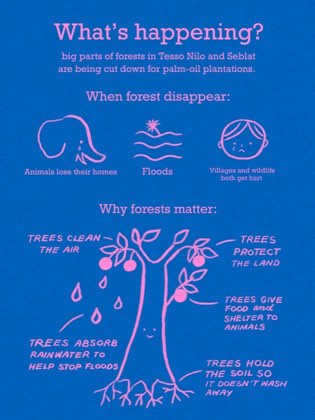 What's happening?
big parts of forests in Tesso Nilo and Seblat
are being cut down for palm-oil plantations.
When forest disappear:
Animals lose their homes
Floods
Villages and wildlife
both get hurt
Why forests matter:
TREES CLEAN
THE AIR
TREES
PROTECT
THE LAND
TREES GIVE
FOOD and
SHELTER TO
ANIMALS
TREES ABSORB
RAINWATER TO
HELP STOP FLOODS
TREES HOLD
THE SOIL SO
IT DOESN'T WASH
AWAY